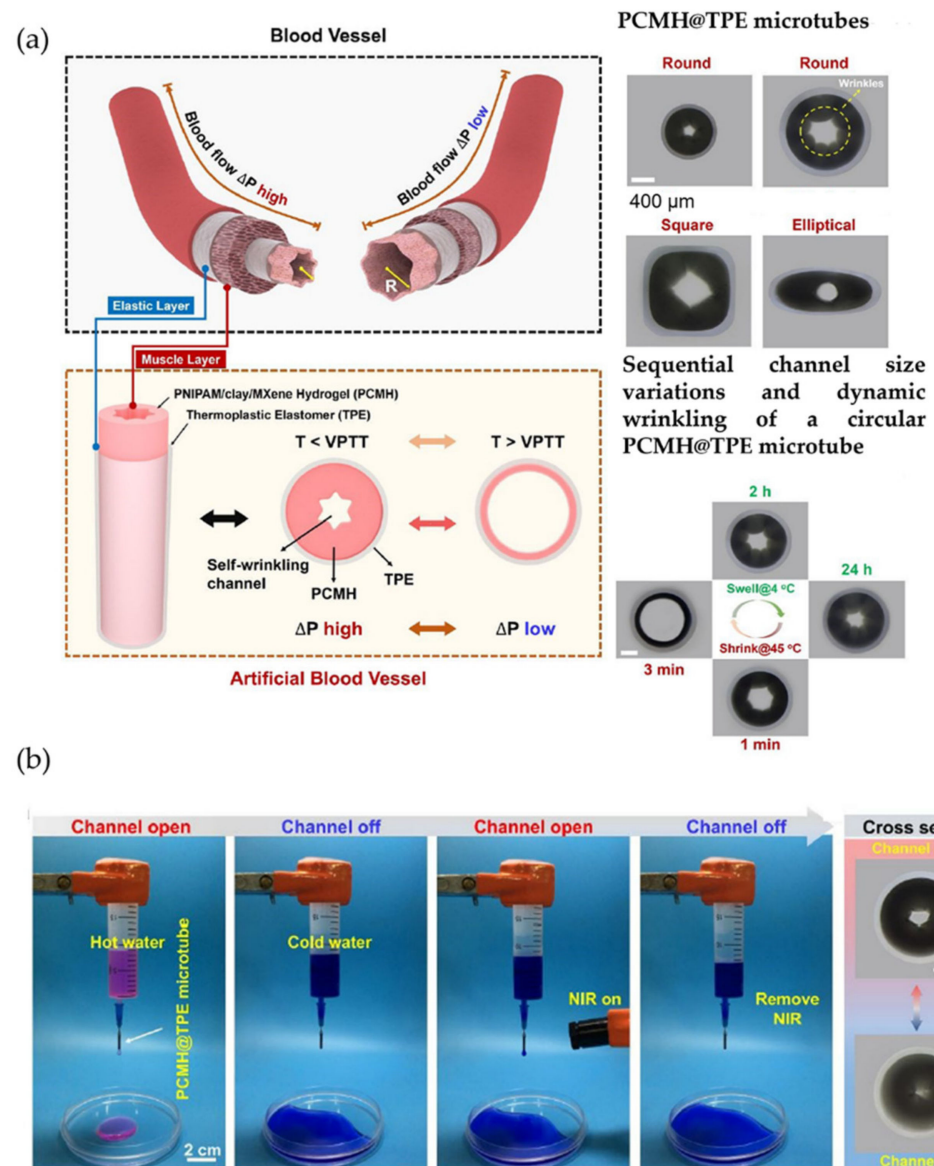 (a)
Blood Vessel
Blood flow ΔP high
Blood flow ΔP low
R
Elastic Layer
Muscle Layer
PNIPAM/clay/MXene Hydrogel (PCMH)
Thermoplastic Elastomer (TPE)
T < VPTT
T > VPTT
Self-wrinkling
channel
PCMH
TPE
ΔP high
ΔP low
Artificial Blood Vessel
PCMH@TPE microtubes
Round
Round
Wrinkles
400 μm
Square
Elliptical
Sequential channel size
variations and dynamic
wrinkling of a circular
PCMH@TPE microtube
2 h
24 h
Swell@4 °C
Shrink@45 °C
3 min
1 min
(b)
Channel open
Channel off
Channel open
Channel off
Cross se
Hot water
PCMH@TPE microtube
2 cm
Cold water
NIR on
Remove
NIR
Channel
Channe